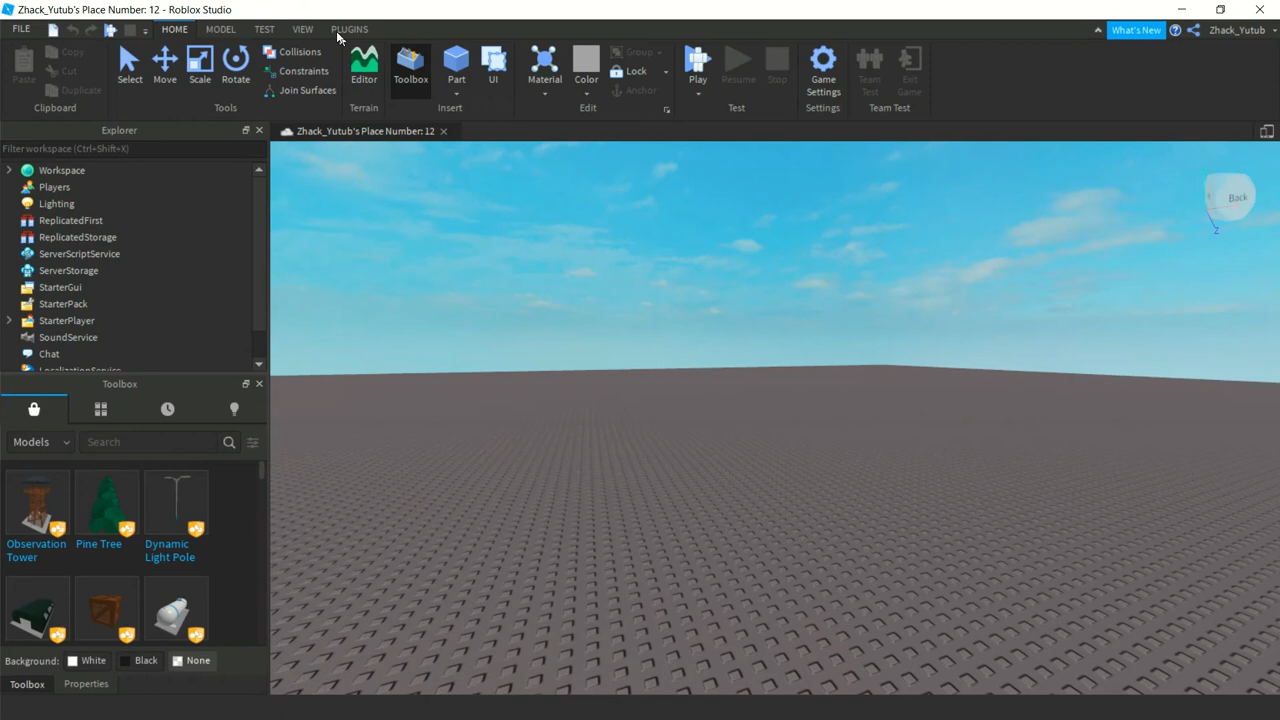 Zhack_Yutub's Place Number: 12 - Roblox Studio
FILE
HOME MODEL TEST VIEW PLUGINS
What's New
Zhack_Yutub
Paste
Copy
Cut
Duplicate
Clipboard
Select
Move
Scale
Rotate
Collisions
Constraints
Join Surfaces
Tools
Editor
Terrain
Toolbox
Part
UI
Insert
Material
Color
Group
Lock
Anchor
Edit
Play
Resume
Stop
Test
Game
Settings
Settings
Team
Test
Exit
Game
Team Test
Explorer
Zhack_Yutub's Place Number: 12
Filter workspace (Ctrl+Shift+X)
Workspace
Players
Lighting
ReplicatedFirst
ReplicatedStorage
ServerScriptService
ServerStorage
StarterGui
StarterPack
StarterPlayer
SoundService
Chat
LocalizationService
Back
Z
Toolbox
Models
Search
Observation
Tower
Pine Tree
Dynamic
Light Pole
Background: White Black None
Toolbox Properties